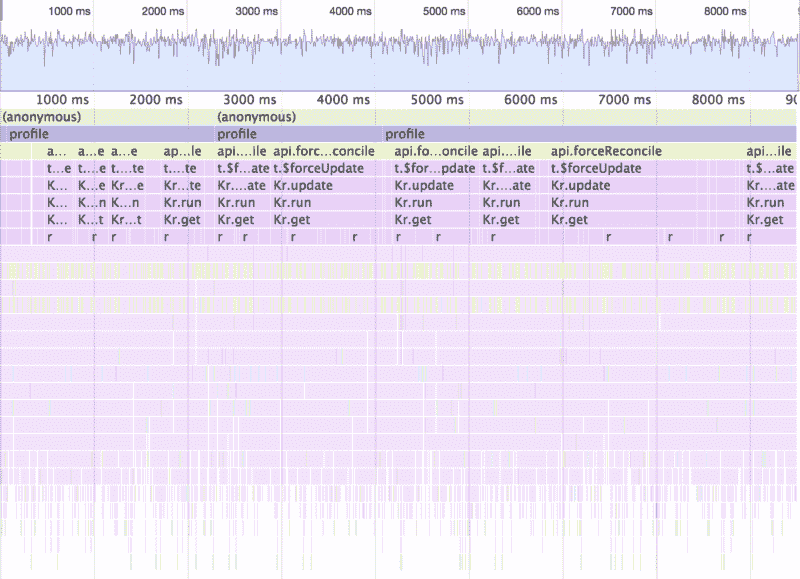 1000 ms 2000 ms 3000 ms 4000 ms 5000 ms 6000 ms 7000 ms 8000 ms
1000 ms 2000 ms 3000 ms 4000 ms 5000 ms 6000 ms 7000 ms 8000 ms 90
(anonymous) (anonymous)
profile profile profile
a... a...e a...e ap...le api....ile api.forc...concile api.fo...oncile api....ile api.forceReconcile api....ile
t...e t...e t....te t....te t.$f...ate t.$forceUpdate t.$for...pdate t.$f...ate t.$forceUpdate t.$...ate
K... K...e Kr...e Kr...te Kr....ate Kr.update Kr.update Kr....ate Kr.update Kr....ate
K... K...n K...n Kr.run Kr.run Kr.run Kr.run Kr.run Kr.run Kr.run
K... K...t Kr...t Kr.get Kr.get Kr.get Kr.get Kr.get Kr.get Kr.get
r r r r r r r r r r r r r r